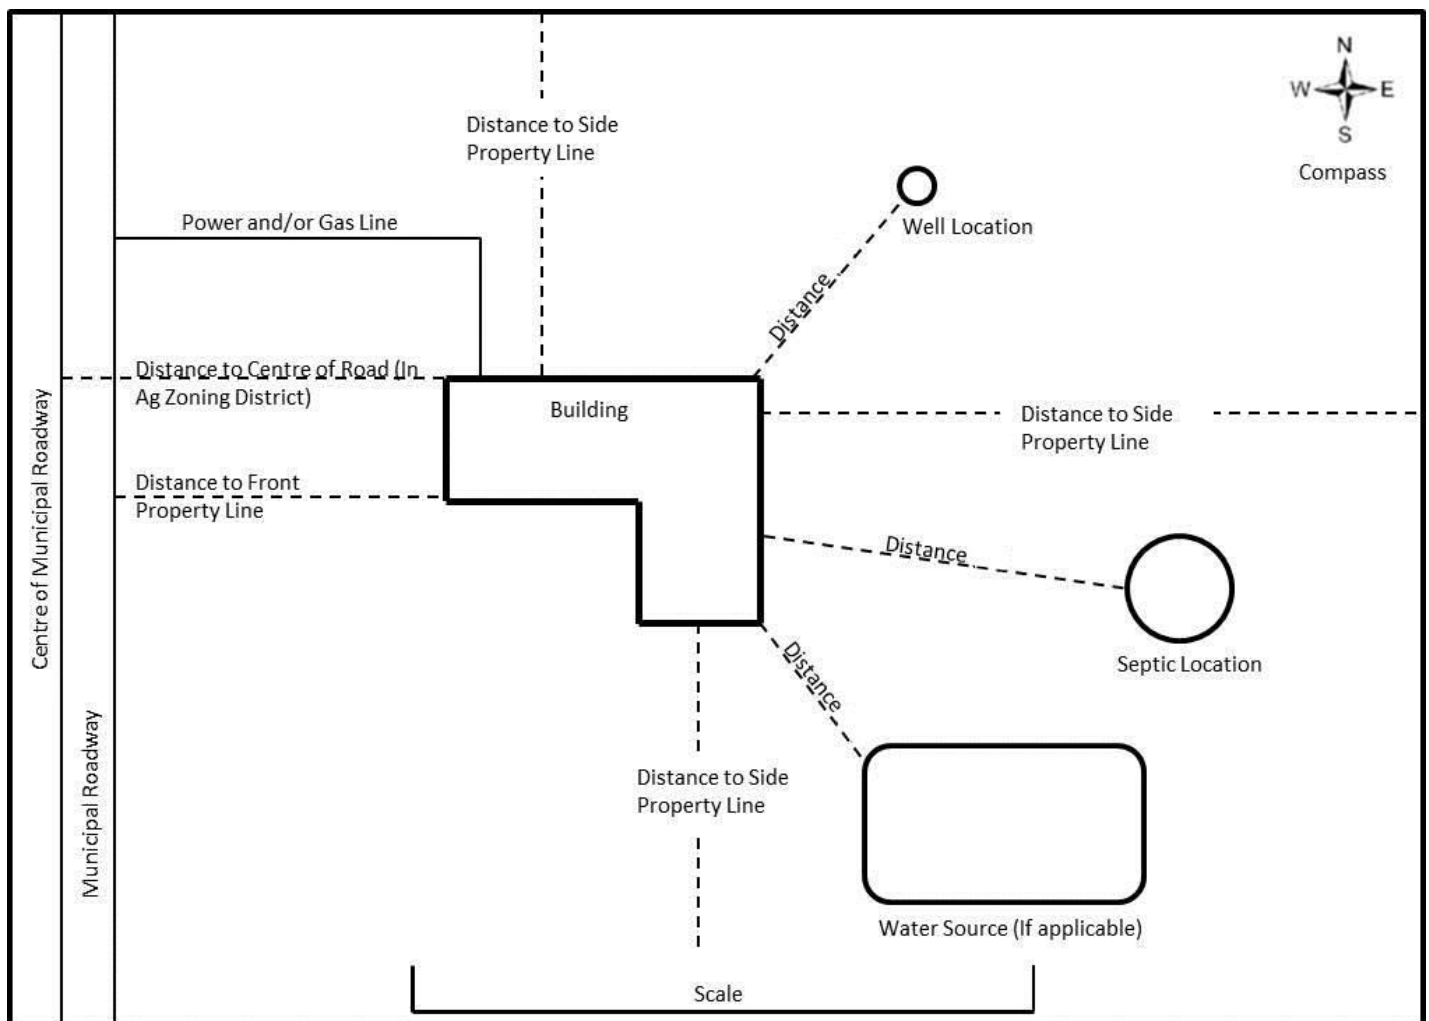 N
W E
S
Compass
Distance to Side
Property Line
Power and/or Gas Line
Well Location
Distance
Distance to Centre of Road (In
Ag Zoning District)
Building
Distance to Side
Property Line
Distance to Front
Property Line
Distance
Septic Location
Distance
Distance to Side
Property Line
Water Source (If applicable)
Scale
Centre of Municipal Roadway
Municipal Roadway